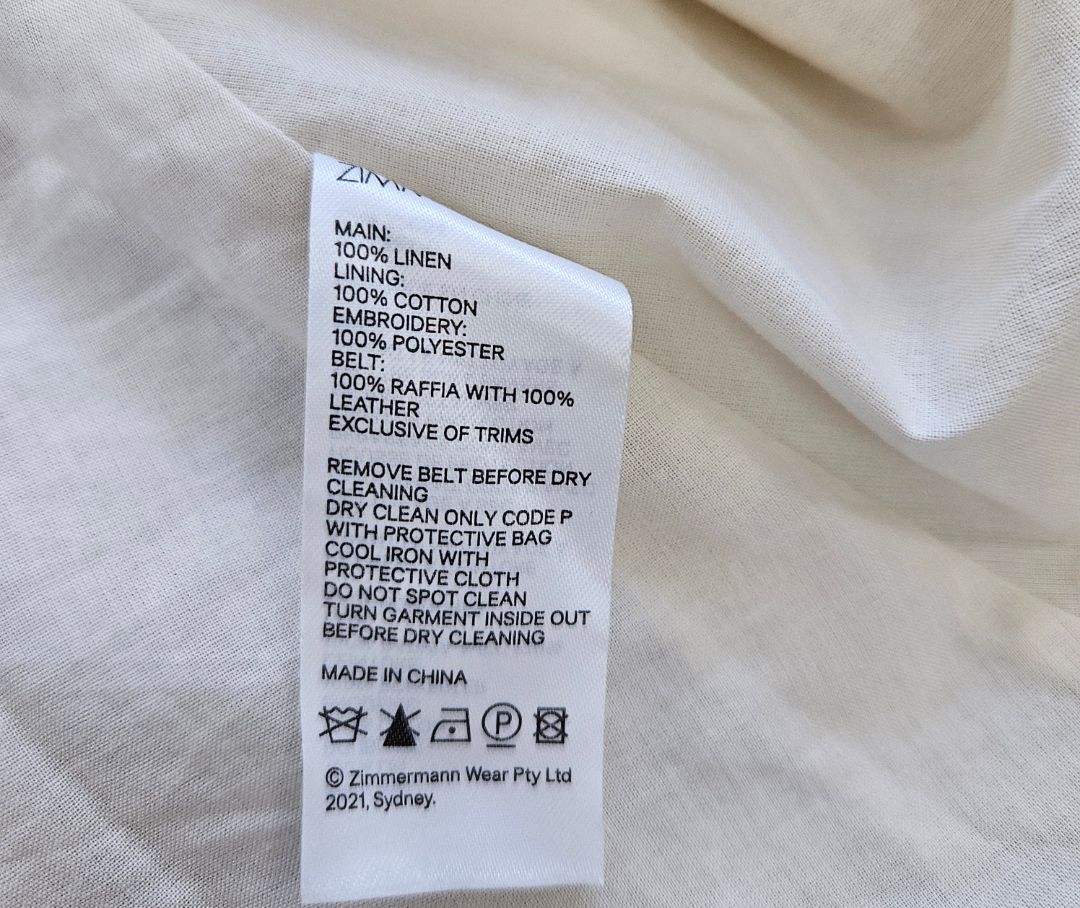 MAIN:
100% LINEN
LINING:
100% COTTON
EMBROIDERY:
100% POLYESTER
BELT:
100% RAFFIA WITH 100%
LEATHER
EXCLUSIVE OF TRIMS
REMOVE BELT BEFORE DRY
CLEANING
DRY CLEAN ONLY CODE P
WITH PROTECTIVE BAG
COOL IRON WITH
PROTECTIVE CLOTH
DO NOT SPOT CLEAN
TURN GARMENT INSIDE OUT
BEFORE DRY CLEANING
MADE IN CHINA
P
© Zimmermann Wear Pty Ltd
2021, Sydney.